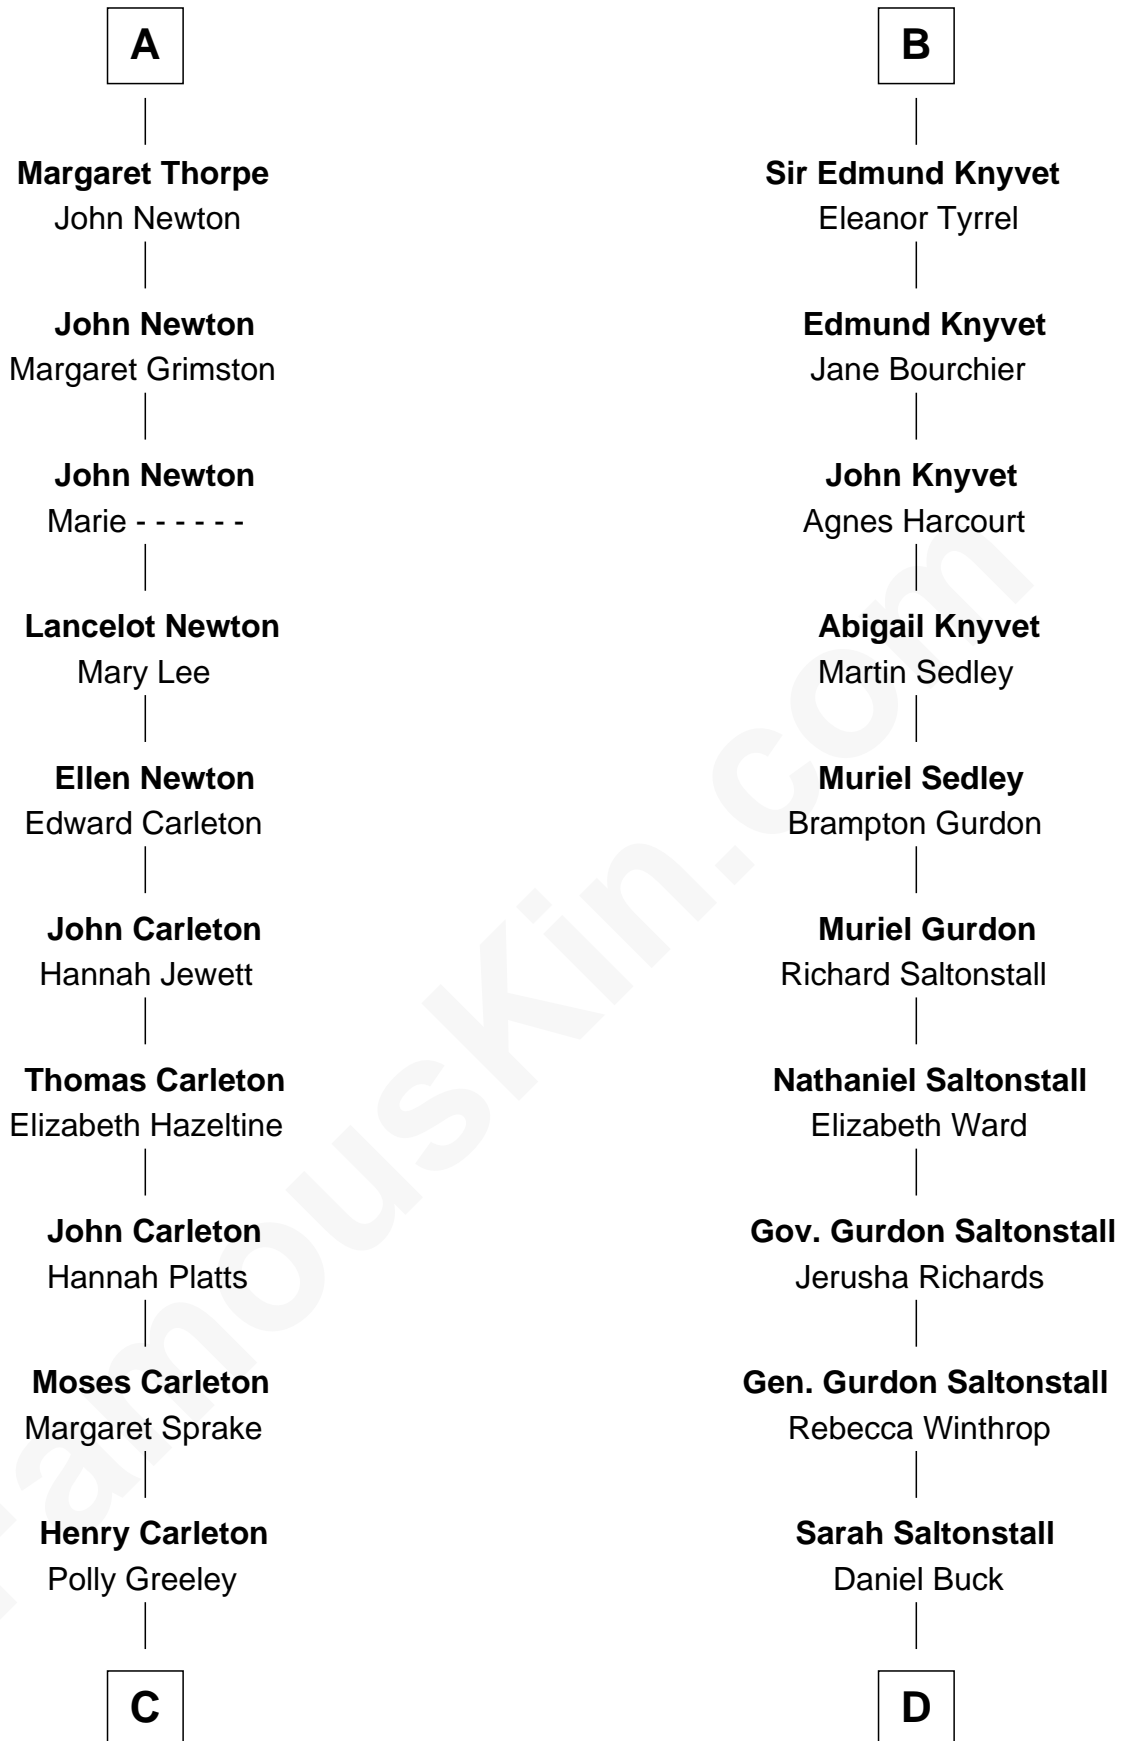 A
Margaret Thorpe
John Newton
John Newton
Margaret Grimston
John Newton
Marie - - - - - -
Lancelot Newton
Mary Lee
Ellen Newton
Edward Carleton
John Carleton
Hannah Jewett
Thomas Carleton
Elizabeth Hazeltine
John Carleton
Hannah Platts
Moses Carleton
Margaret Sprake
Henry Carleton
Polly Greeley
C
B
Sir Edmund Knyvet
Eleanor Tyrrel
Edmund Knyvet
Jane Bourchier
John Knyvet
Agnes Harcourt
Abigail Knyvet
Martin Sedley
Muriel Sedley
Brampton Gurdon
Muriel Gurdon
Richard Saltonstall
Nathaniel Saltonstall
Elizabeth Ward
Gov. Gurdon Saltonstall
Jerusha Richards
Gen. Gurdon Saltonstall
Rebecca Winthrop
Sarah Saltonstall
Daniel Buck
D
FamousKin.com